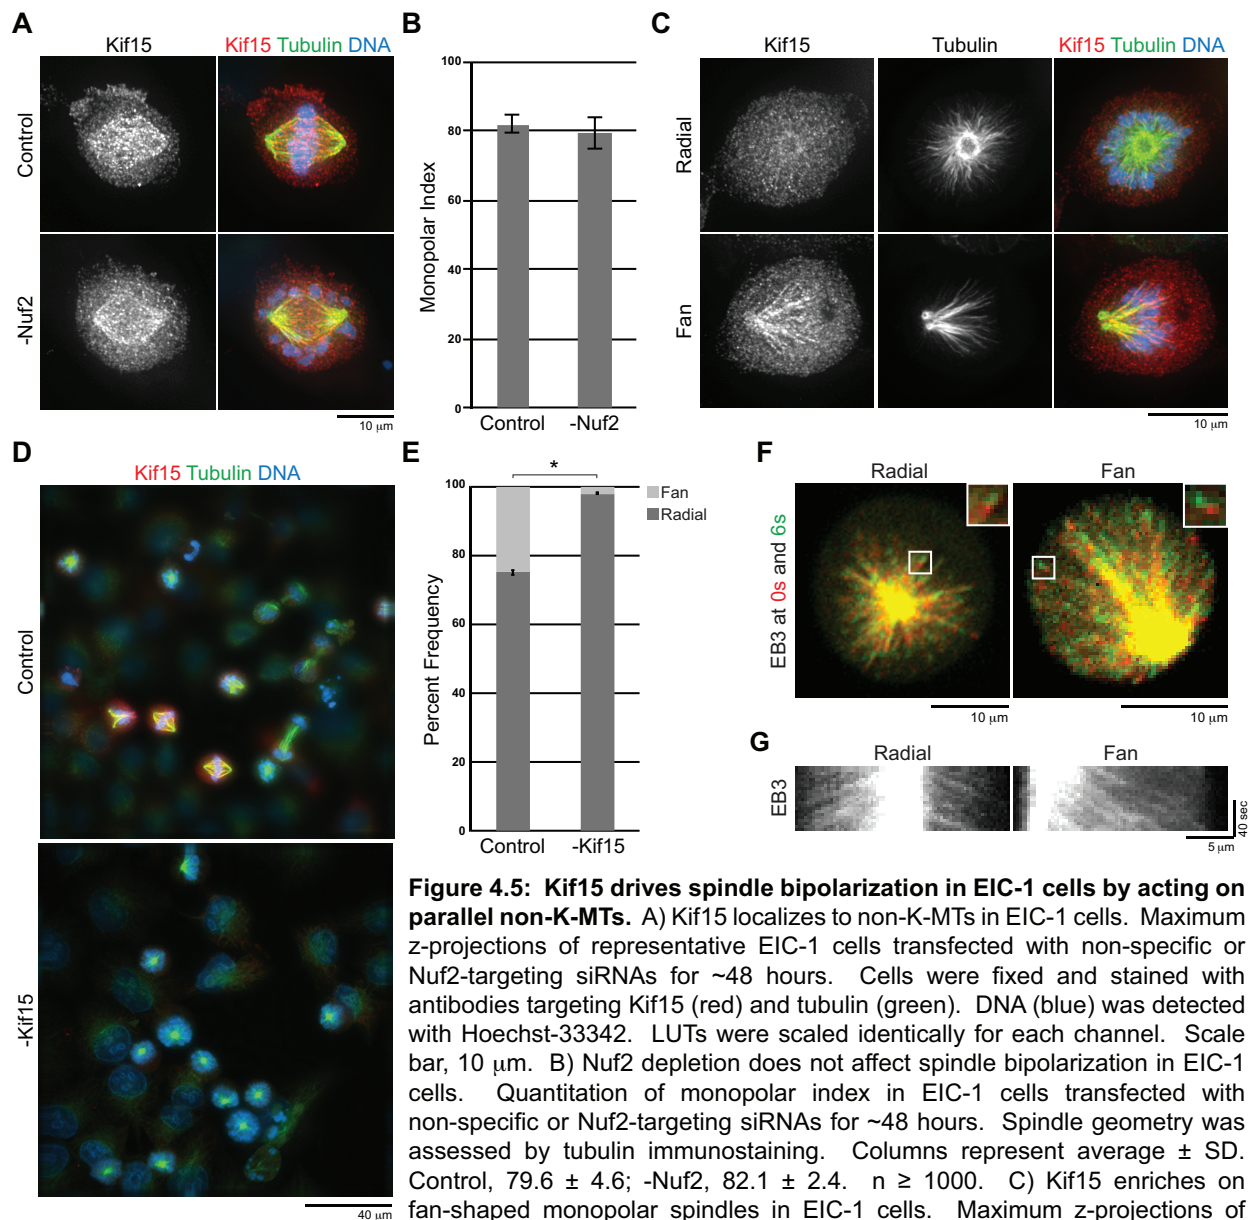 A
Kif15
Kif15 Tubulin DNA
Control
-Nuf2
10 μm
B
Monopolar Index
100
80
60
40
20
0
Control
-Nuf2
C
Kif15
Tubulin
Kif15 Tubulin DNA
Radial
Fan
10 μm
D
Kif15 Tubulin DNA
Control
-Kif15
40 μm
E
*
Fan
Radial
Percent Frequency
100
80
60
40
20
0
Control
-Kif15
F
Radial
Fan
EB3 at 0s and 6s
10 μm
10 μm
G
Radial
Fan
EB3
40 sec
5 μm
Figure 4.5: Kif15 drives spindle bipolarization in EIC-1 cells by acting on
parallel non-K-MTs. A) Kif15 localizes to non-K-MTs in EIC-1 cells. Maximum
z-projections of representative EIC-1 cells transfected with non-specific or
Nuf2-targeting siRNAs for ~48 hours. Cells were fixed and stained with
antibodies targeting Kif15 (red) and tubulin (green). DNA (blue) was detected
with Hoechst-33342. LUTs were scaled identically for each channel. Scale
bar, 10 μm. B) Nuf2 depletion does not affect spindle bipolarization in EIC-1
cells. Quantitation of monopolar index in EIC-1 cells transfected with
non-specific or Nuf2-targeting siRNAs for ~48 hours. Spindle geometry was
assessed by tubulin immunostaining. Columns represent average ± SD.
Control, 79.6 ± 4.6; -Nuf2, 82.1 ± 2.4. n ≥ 1000. C) Kif15 enriches on
fan-shaped monopolar spindles in EIC-1 cells. Maximum z-projections of